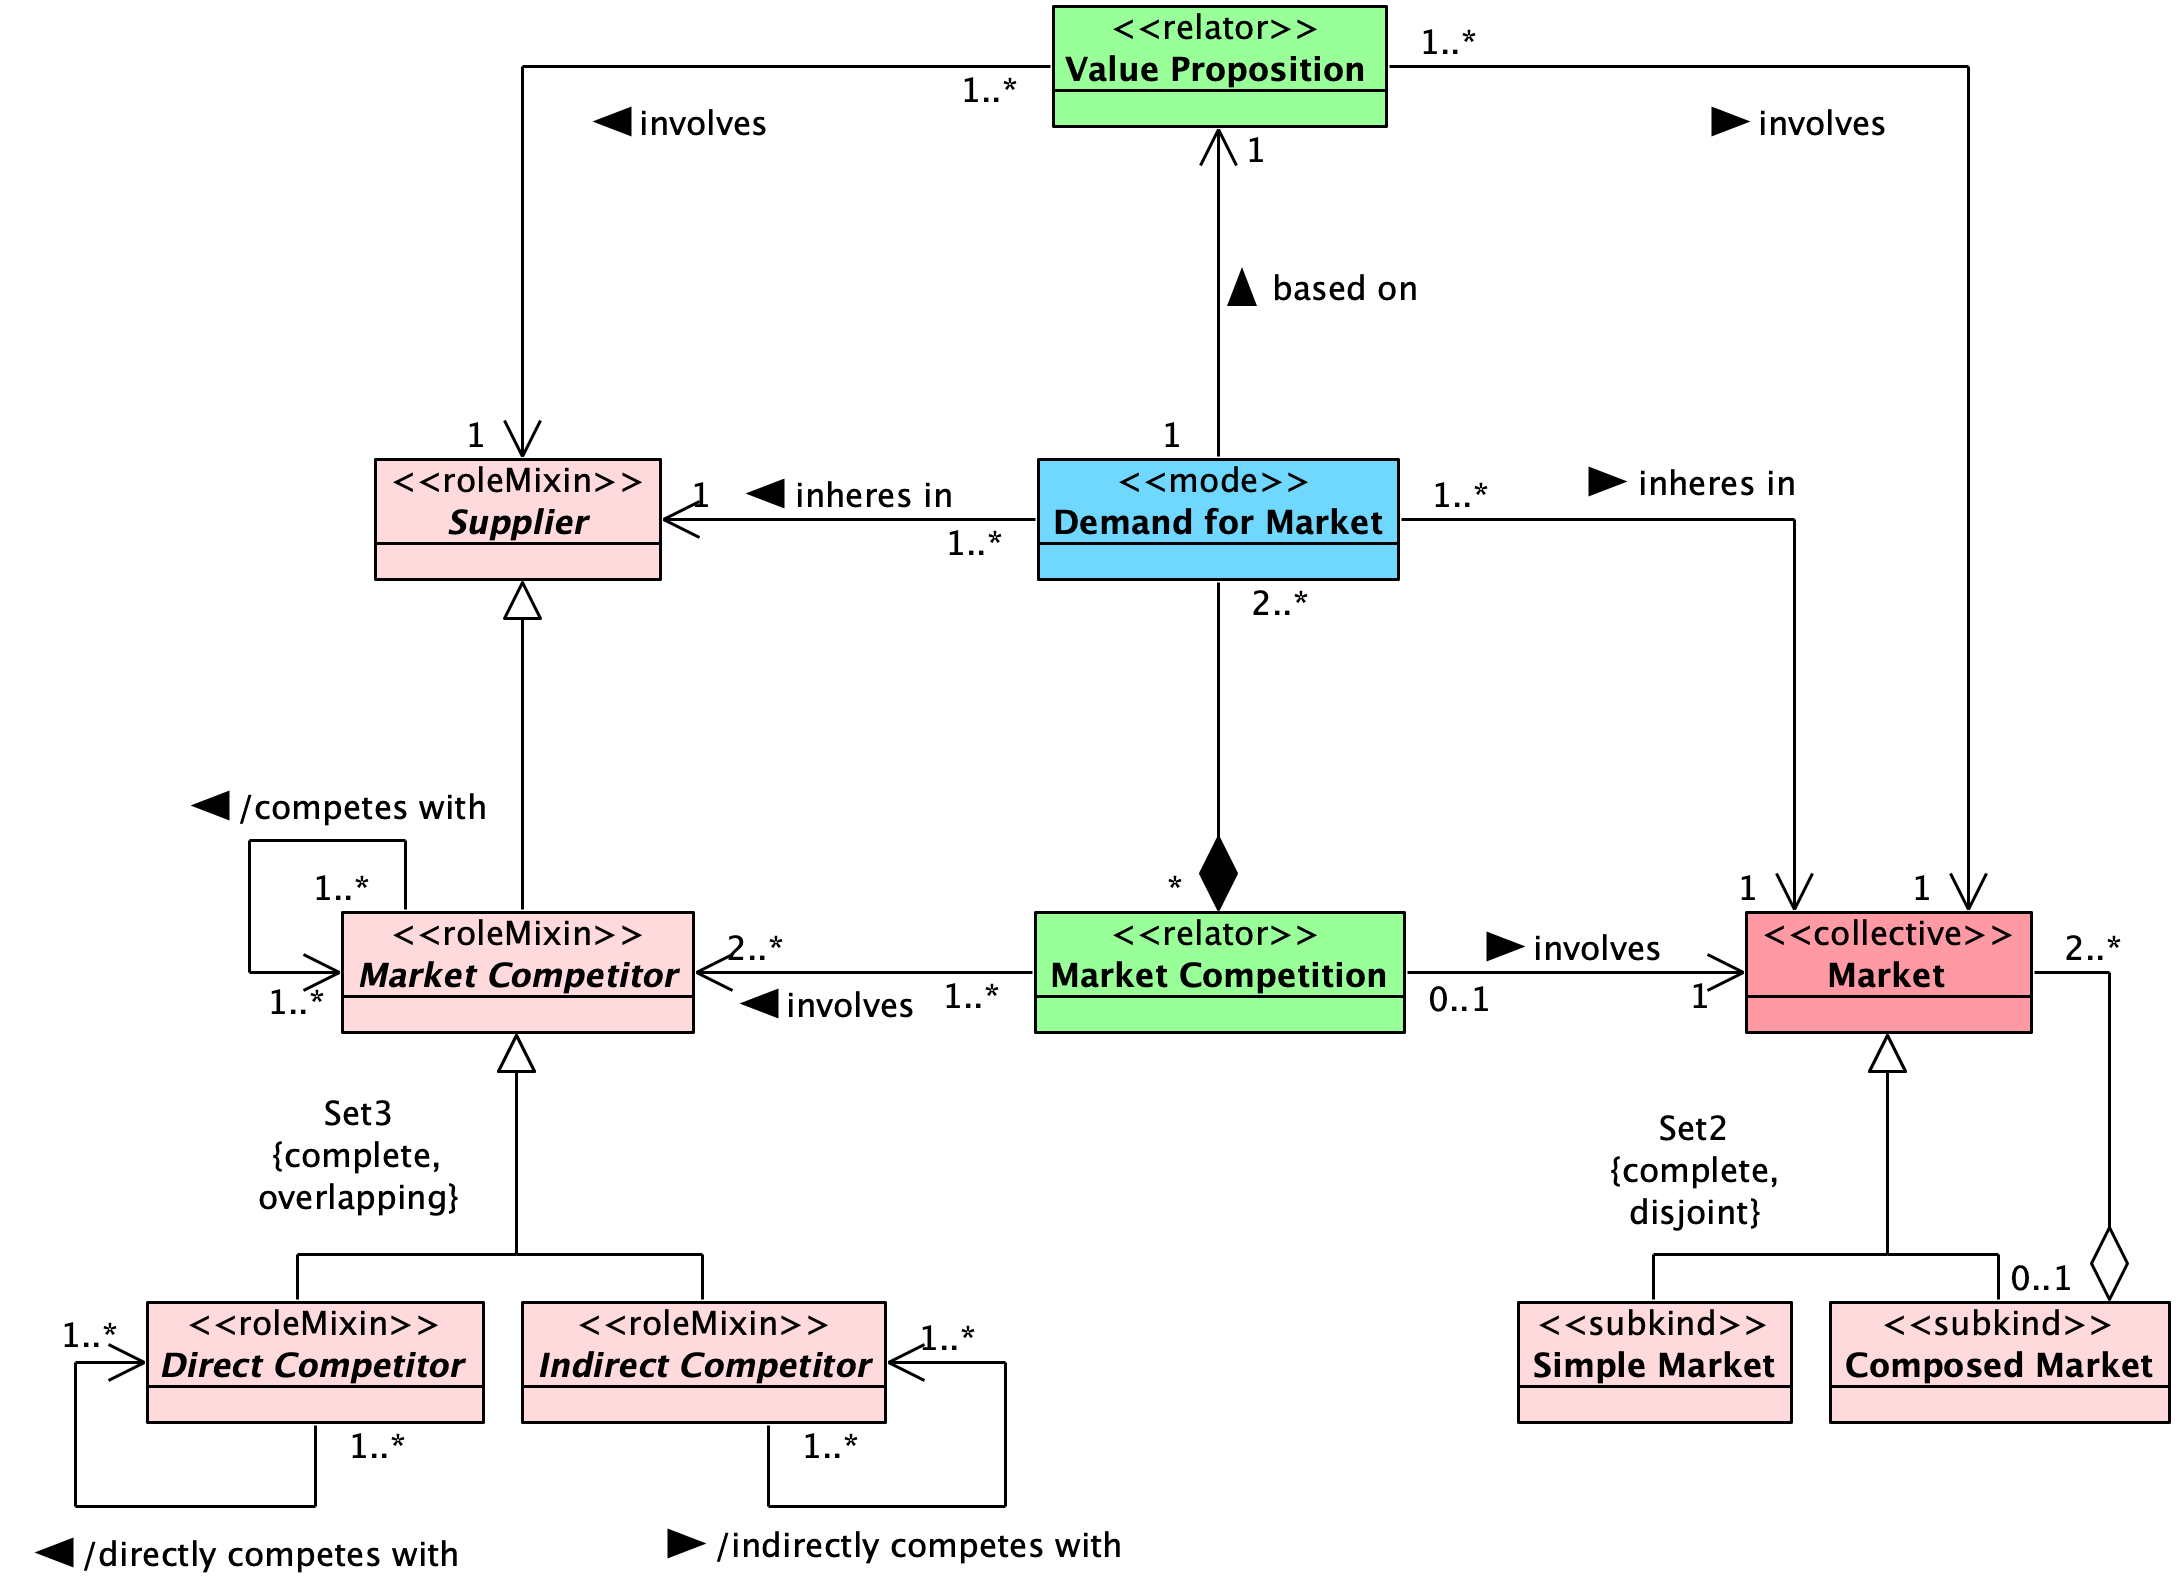 <<relator>>
Value Proposition
1..*
1..*
◀ involves
▶ involves
1
▲ based on
1
1
<<roleMixin>>
Supplier
1
◀ inheres in
1..*
<<mode>>
Demand for Market
1..*
▶ inheres in
2..*
◀ /competes with
1..*
1..*
*
1
1
<<roleMixin>>
Market Competitor
2..*
◀ involves
1..*
<<relator>>
Market Competition
▶ involves
0..1
1
<<collective>>
Market
2..*
Set3
{complete,
overlapping}
Set2
{complete,
disjoint}
0..1
1..*
<<roleMixin>>
Direct Competitor
1..*
<<roleMixin>>
Indirect Competitor
1..*
1..*
<<subkind>>
Simple Market
<<subkind>>
Composed Market
◀ /directly competes with
▶ /indirectly competes with